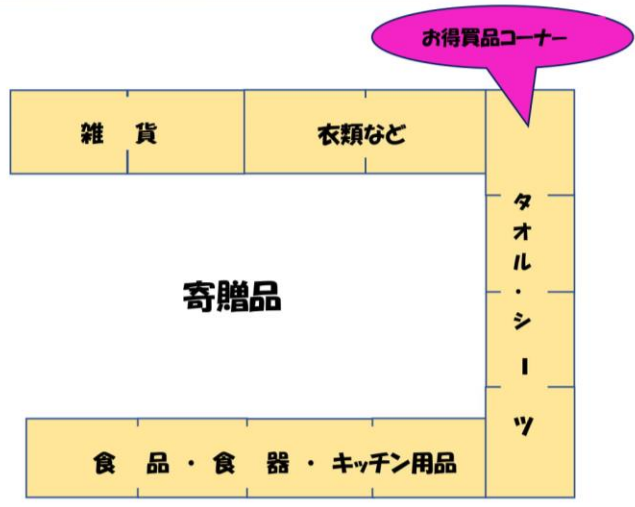 お得買品コーナー
雑　貨
衣類など
タオル・シーツ
寄贈品
食　品・食　器・キッチン用品